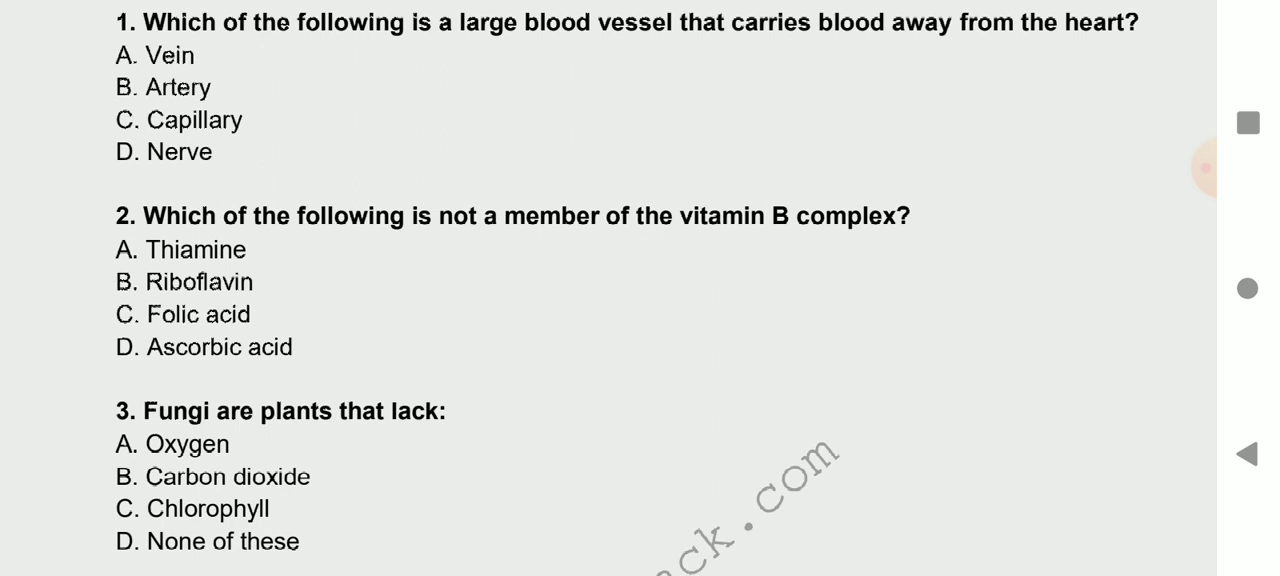 1. Which of the following is a large blood vessel that carries blood away from the heart?
A. Vein
B. Artery
C. Capillary
D. Nerve
2. Which of the following is not a member of the vitamin B complex?
A. Thiamine
B. Riboflavin
C. Folic acid
D. Ascorbic acid
3. Fungi are plants that lack:
A. Oxygen
B. Carbon dioxide
C. Chlorophyll
D. None of these
ck.com